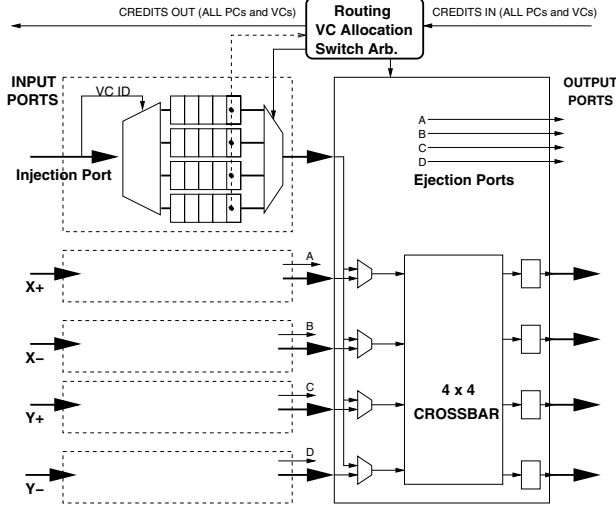 CREDITS OUT (ALL PCs and VCs)
Routing
VC Allocation
Switch Arb.
CREDITS IN (ALL PCs and VCs)
INPUT
PORTS
VC ID
Injection Port
OUTPUT
PORTS
A
B
C
D
Ejection Ports
A
X+
B
X−
C
Y+
D
Y−
4 x 4
CROSSBAR